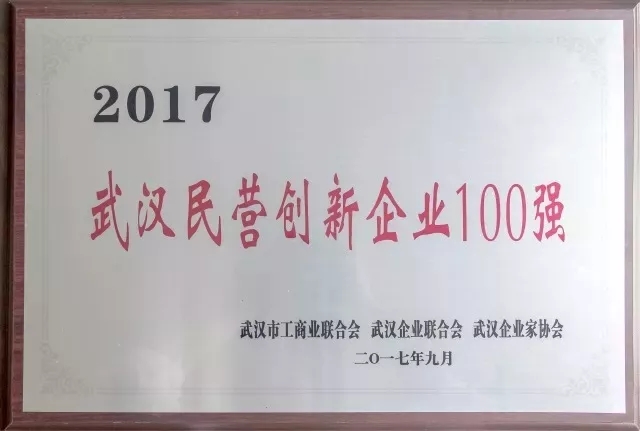 2017
武汉民营创新企业100强
武汉市工商业联合会 武汉企业联合会 武汉企业家协会
二〇一七年九月